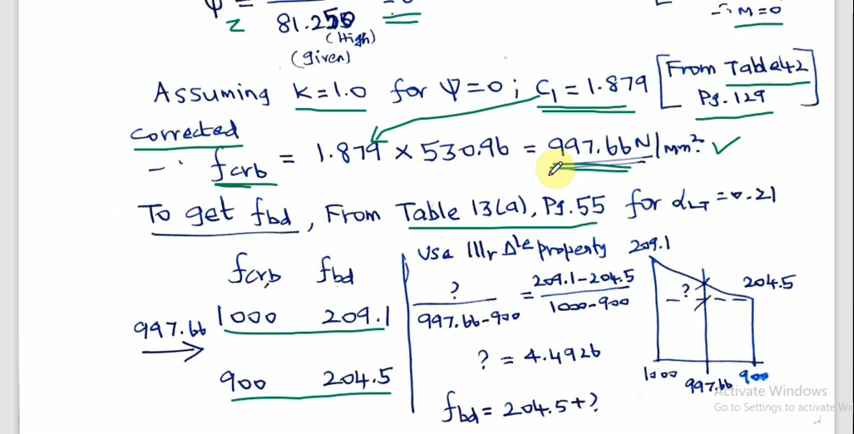 Ψz
81.250
(High)
(given)
=
∴ M=0
Assuming K=1.0 for Ψ=0 ; C₁=1.879 [From Table 42
Pg.129]
corrected
∴ fcrb = 1.879 × 530.96 = 997.66 N/mm² ✓
To get fbd, From Table 13(a), Pg.55 for αLT=0.21
fcrb fbd
997.66 →
1000 209.1
900 204.5
Use lllr Δle property
?/(997.66-900) = (209.1-204.5)/(1000-900)
? = 4.4926
fbd = 204.5+?
209.1
?
204.5
1000 997.66 900
Activate Windows
Go to Settings to activate Wi